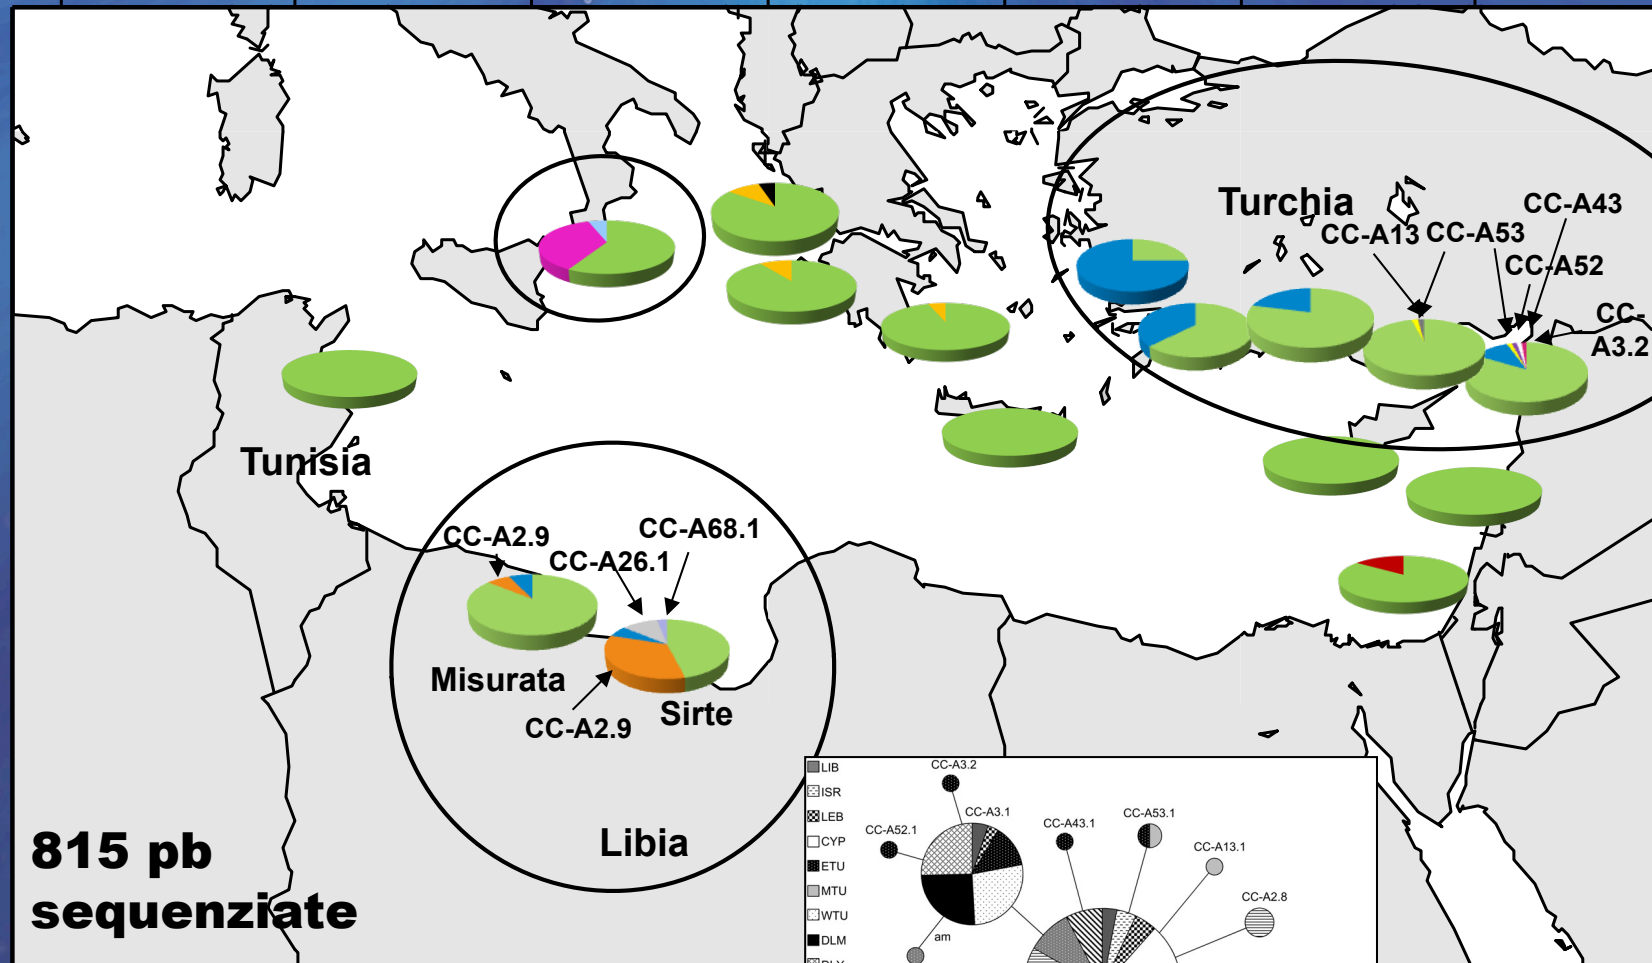 Turchia
CC-A43
CC-A13
CC-A53
CC-A52
CC-
A3.2
Tunisia
CC-A2.9
CC-A26.1
CC-A68.1
Misurata
Sirte
CC-A2.9
Libia
815 pb
sequenziate
LIB
ISR
LEB
CYP
ETU
MTU
WTU
DLM
CC-A3.2
CC-A3.1
CC-A52.1
CC-A43.1
CC-A53.1
CC-A13.1
CC-A2.8
am